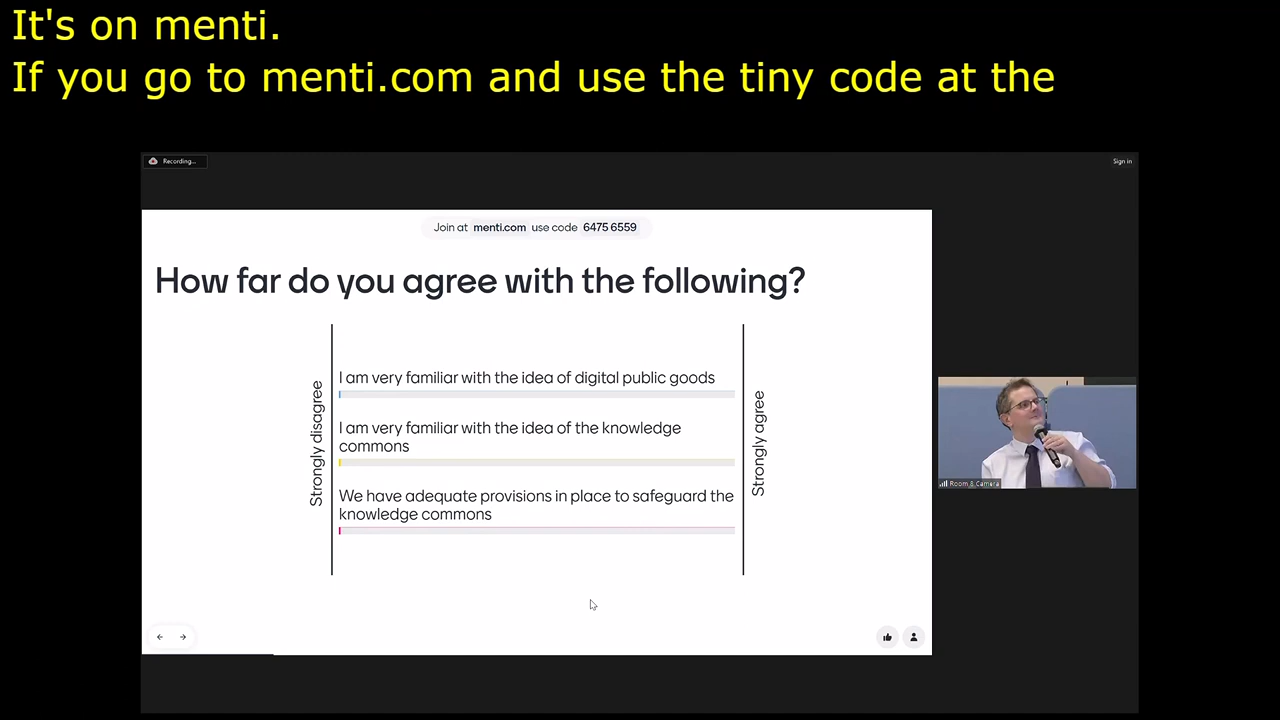 It's on menti.
If you go to menti.com and use the tiny code at the
Recording...
Sign in
Join at menti.com use code 6475 6559
How far do you agree with the following?
Strongly disagree
I am very familiar with the idea of digital public goods
I am very familiar with the idea of the knowledge
commons
We have adequate provisions in place to safeguard the
knowledge commons
Strongly agree
Room 8 Camera